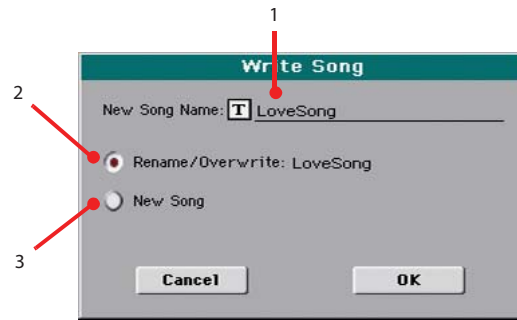 1
Write Song
2
New Song Name: T LoveSong
Rename/Overwrite: LoveSong
New Song
3
Cancel OK